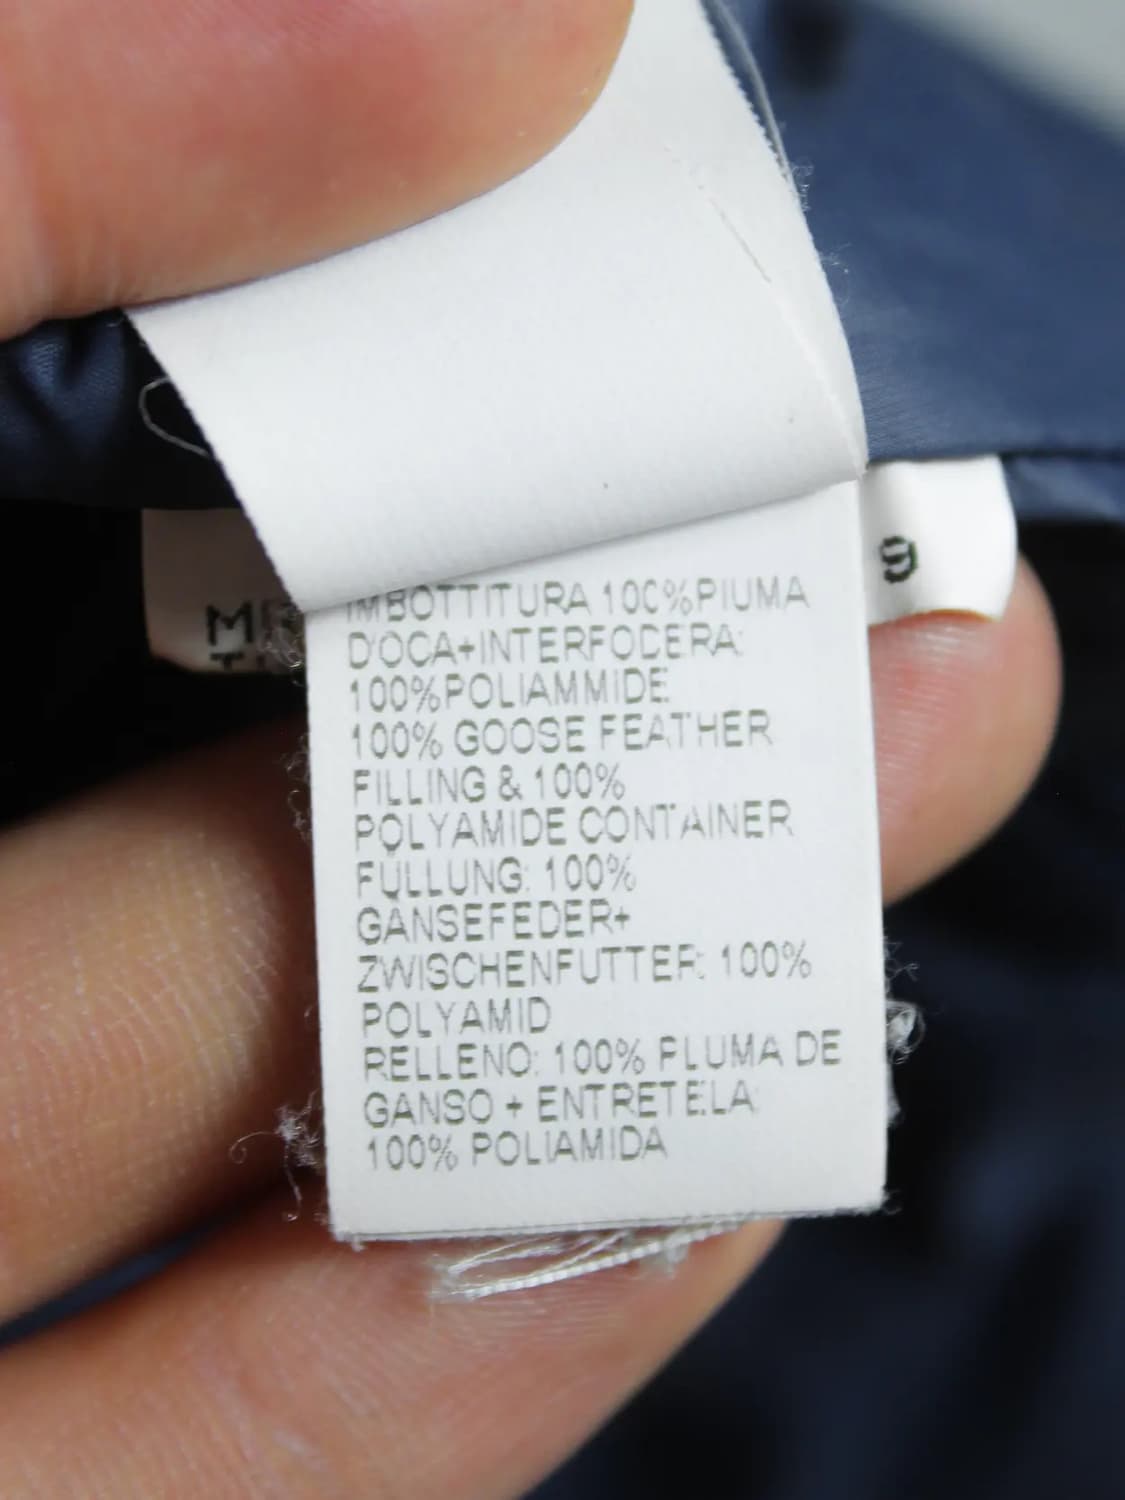 IMBOTTITURA 100%PIUMA
D'OCA+INTERFODERA:
100%POLIAMMIDE
100% GOOSE FEATHER
FILLING & 100%
POLYAMIDE CONTAINER
FULLUNG: 100%
GANSEFEDER+
ZWISCHENFUTTER: 100%
POLYAMID
RELLENO: 100% PLUMA DE
GANSO + ENTRETELA:
100% POLIAMIDA
9